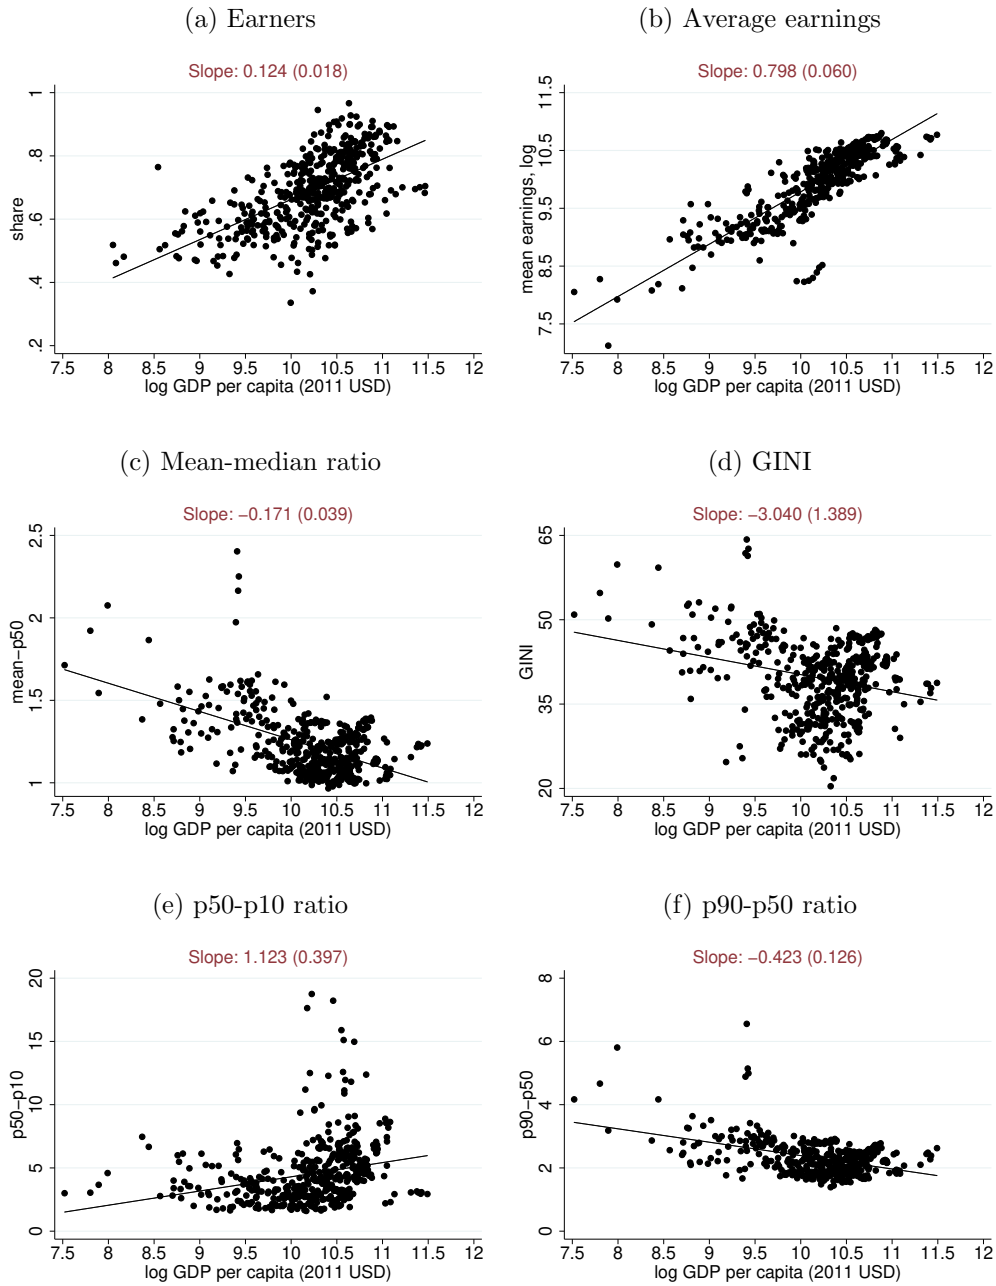 (a) Earners
(b) Average earnings
Slope: 0.124 (0.018)
Slope: 0.798 (0.060)
share
.2 .4 .6 .8 1
7.5 8 8.5 9 9.5 10 10.5 11 11.5 12
log GDP per capita (2011 USD)
mean earnings, log
7.5 8.5 9.5 10.5 11.5
7.5 8 8.5 9 9.5 10 10.5 11 11.5 12
log GDP per capita (2011 USD)
(c) Mean-median ratio
(d) GINI
Slope: −0.171 (0.039)
Slope: −3.040 (1.389)
mean−p50
1 1.5 2 2.5
7.5 8 8.5 9 9.5 10 10.5 11 11.5 12
log GDP per capita (2011 USD)
GINI
20 35 50 65
7.5 8 8.5 9 9.5 10 10.5 11 11.5 12
log GDP per capita (2011 USD)
(e) p50-p10 ratio
(f) p90-p50 ratio
Slope: 1.123 (0.397)
Slope: −0.423 (0.126)
p50−p10
0 5 10 15 20
7.5 8 8.5 9 9.5 10 10.5 11 11.5 12
log GDP per capita (2011 USD)
p90−p50
0 2 4 6 8
7.5 8 8.5 9 9.5 10 10.5 11 11.5 12
log GDP per capita (2011 USD)